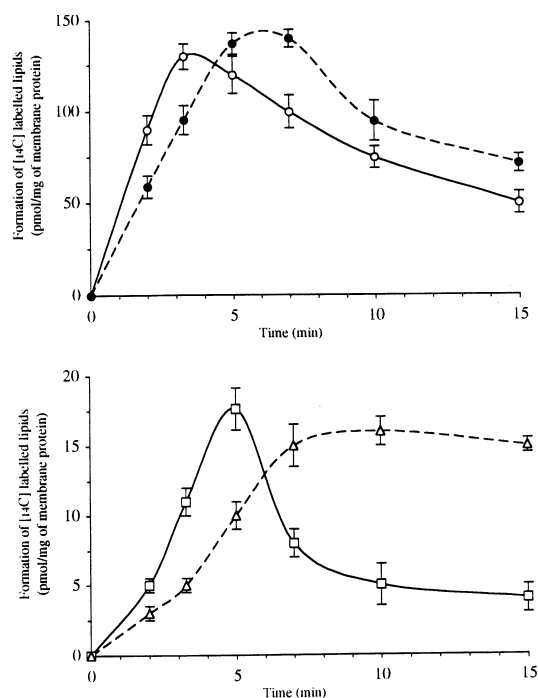 Formation of [14C] labelled lipids
(pmol/mg of membrane protein)
150
100
50
0
0
5
10
15
Time (min)
Formation of [14C] labelled lipids
(pmol/mg of membrane protein)
20
15
10
5
0
0
5
10
15
Time (min)